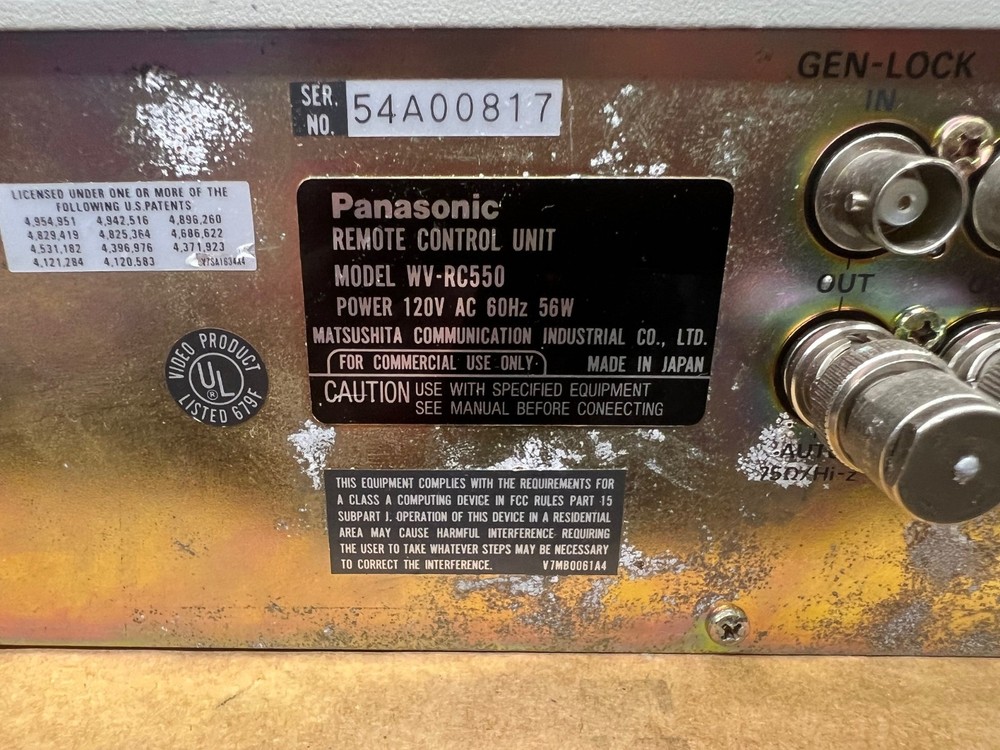 GEN-LOCK
IN
SER. NO. 54A00817
LICENSED UNDER ONE OR MORE OF THE
FOLLOWING U.S.PATENTS
4,954,951 4,942,516 4,896,260
4,829,419 4,825,364 4,686,622
4,531,182 4,396,976 4,371,923
4,121,284 4,120,583 V7SA1634A4
Panasonic
REMOTE CONTROL UNIT
MODEL WV-RC550
POWER 120V AC 60Hz 56W
MATSUSHITA COMMUNICATION INDUSTRIAL CO., LTD.
FOR COMMERCIAL USE ONLY MADE IN JAPAN
CAUTION USE WITH SPECIFIED EQUIPMENT
SEE MANUAL BEFORE CONEECTING
OUT
VIDEO PRODUCT
UL
®
LISTED 679F
75Ω/Hi-z
THIS EQUIPMENT COMPLIES WITH THE REQUIREMENTS FOR
A CLASS A COMPUTING DEVICE IN FCC RULES PART 15
SUBPART J. OPERATION OF THIS DEVICE IN A RESIDENTIAL
AREA MAY CAUSE HARMFUL INTERFERENCE REQUIRING
THE USER TO TAKE WHATEVER STEPS MAY BE NECESSARY
TO CORRECT THE INTERFERENCE. V7MB0061A4